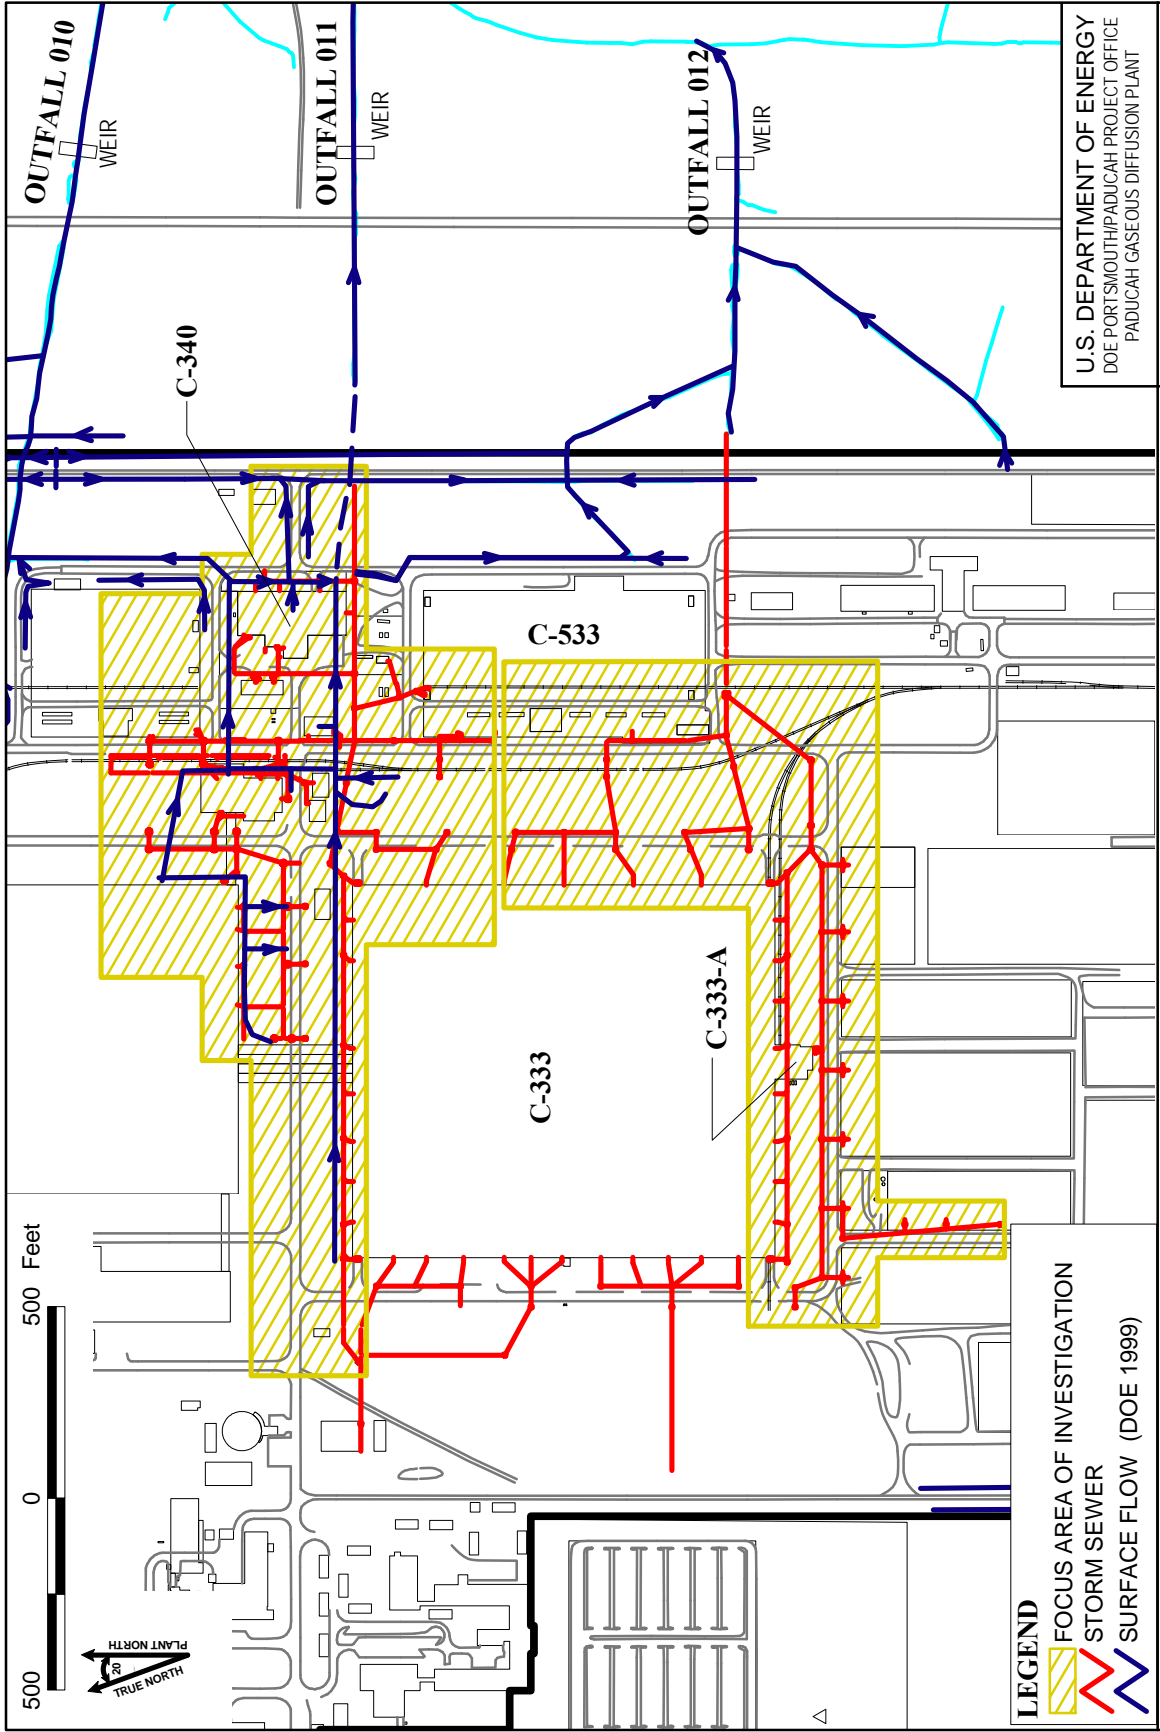 OUTFALL 010
WEIR
OUTFALL 011
WEIR
OUTFALL 012
WEIR
C-340
C-533
C-333
C-333-A
500 0 500 Feet
PLANT NORTH
20
TRUE NORTH
LEGEND
FOCUS AREA OF INVESTIGATION
STORM SEWER
SURFACE FLOW (DOE 1999)
U.S. DEPARTMENT OF ENERGY
DOE PORTSMOUTH/PADUCAH PROJECT OFFICE
PADUCAH GASEOUS DIFFUSION PLANT